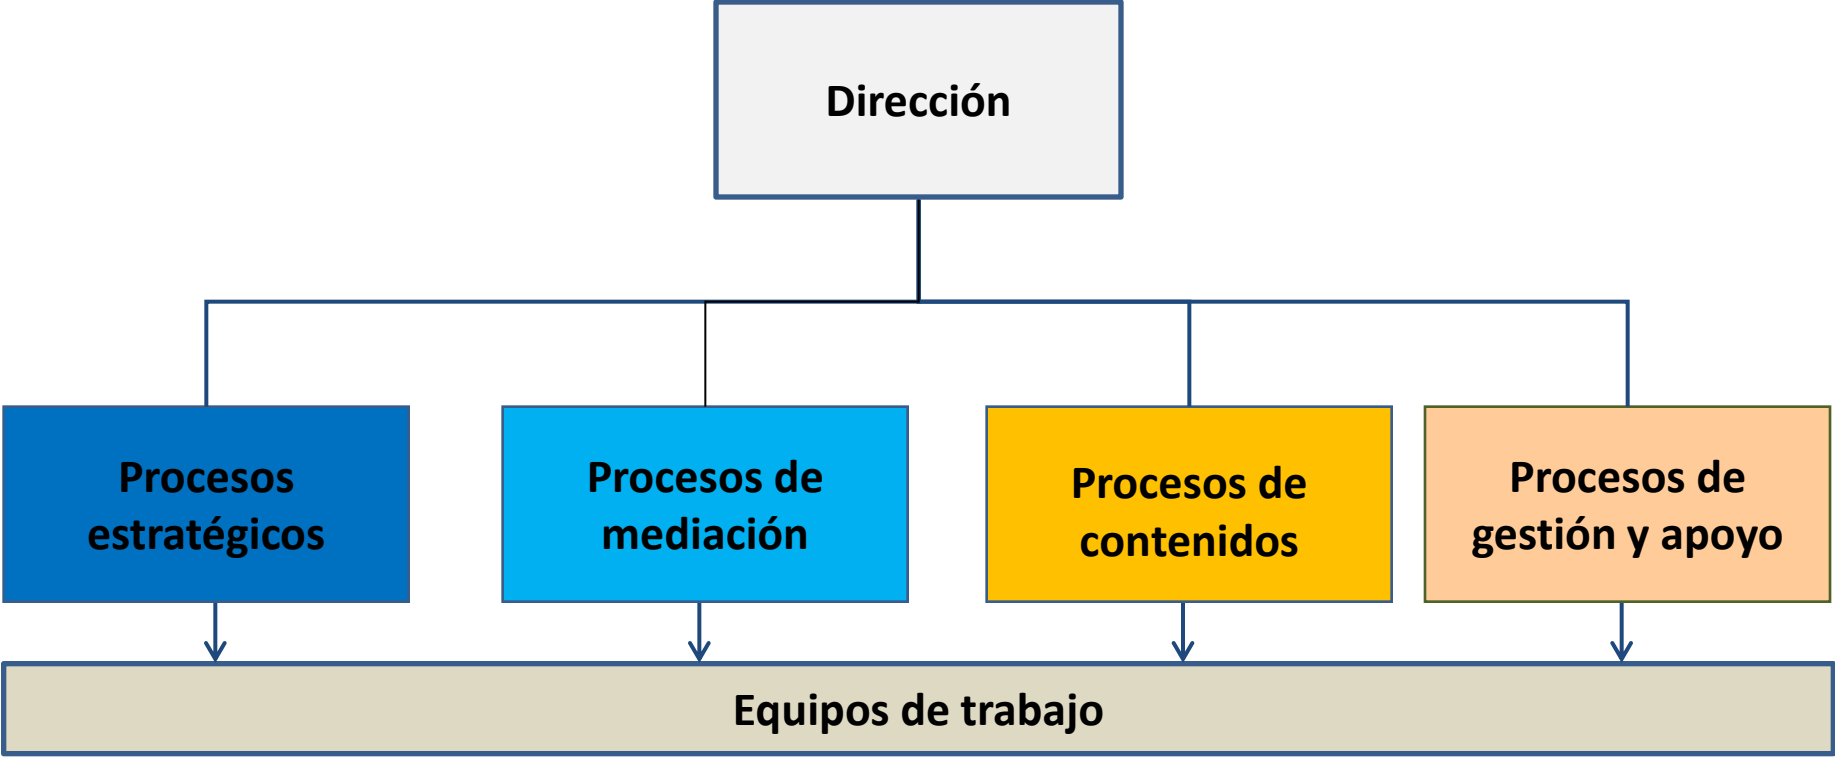 Dirección
Procesos
estratégicos
Procesos de
mediación
Procesos de
contenidos
Procesos de
gestión y apoyo
Equipos de trabajo